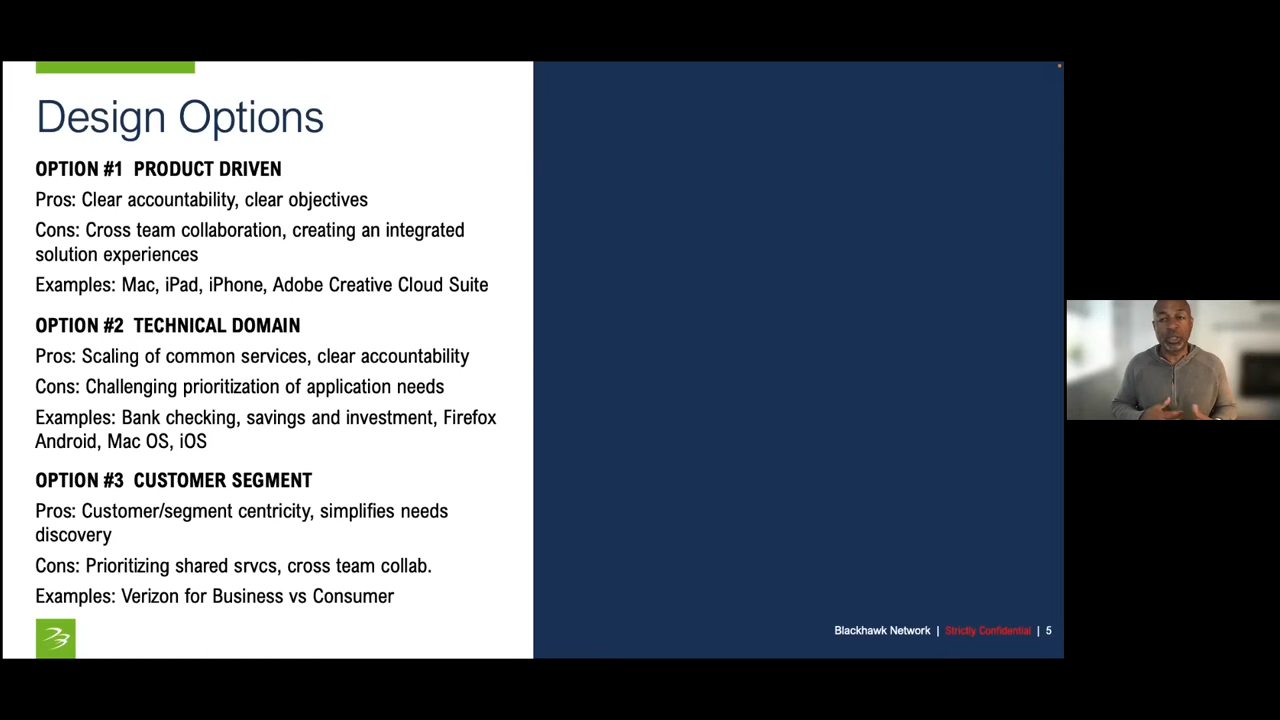 Design Options
OPTION #1 PRODUCT DRIVEN
Pros: Clear accountability, clear objectives
Cons: Cross team collaboration, creating an integrated
solution experiences
Examples: Mac, iPad, iPhone, Adobe Creative Cloud Suite
OPTION #2 TECHNICAL DOMAIN
Pros: Scaling of common services, clear accountability
Cons: Challenging prioritization of application needs
Examples: Bank checking, savings and investment, Firefox
Android, Mac OS, iOS
OPTION #3 CUSTOMER SEGMENT
Pros: Customer/segment centricity, simplifies needs
discovery
Cons: Prioritizing shared srvcs, cross team collab.
Examples: Verizon for Business vs Consumer
Blackhawk Network | Strictly Confidential | 5